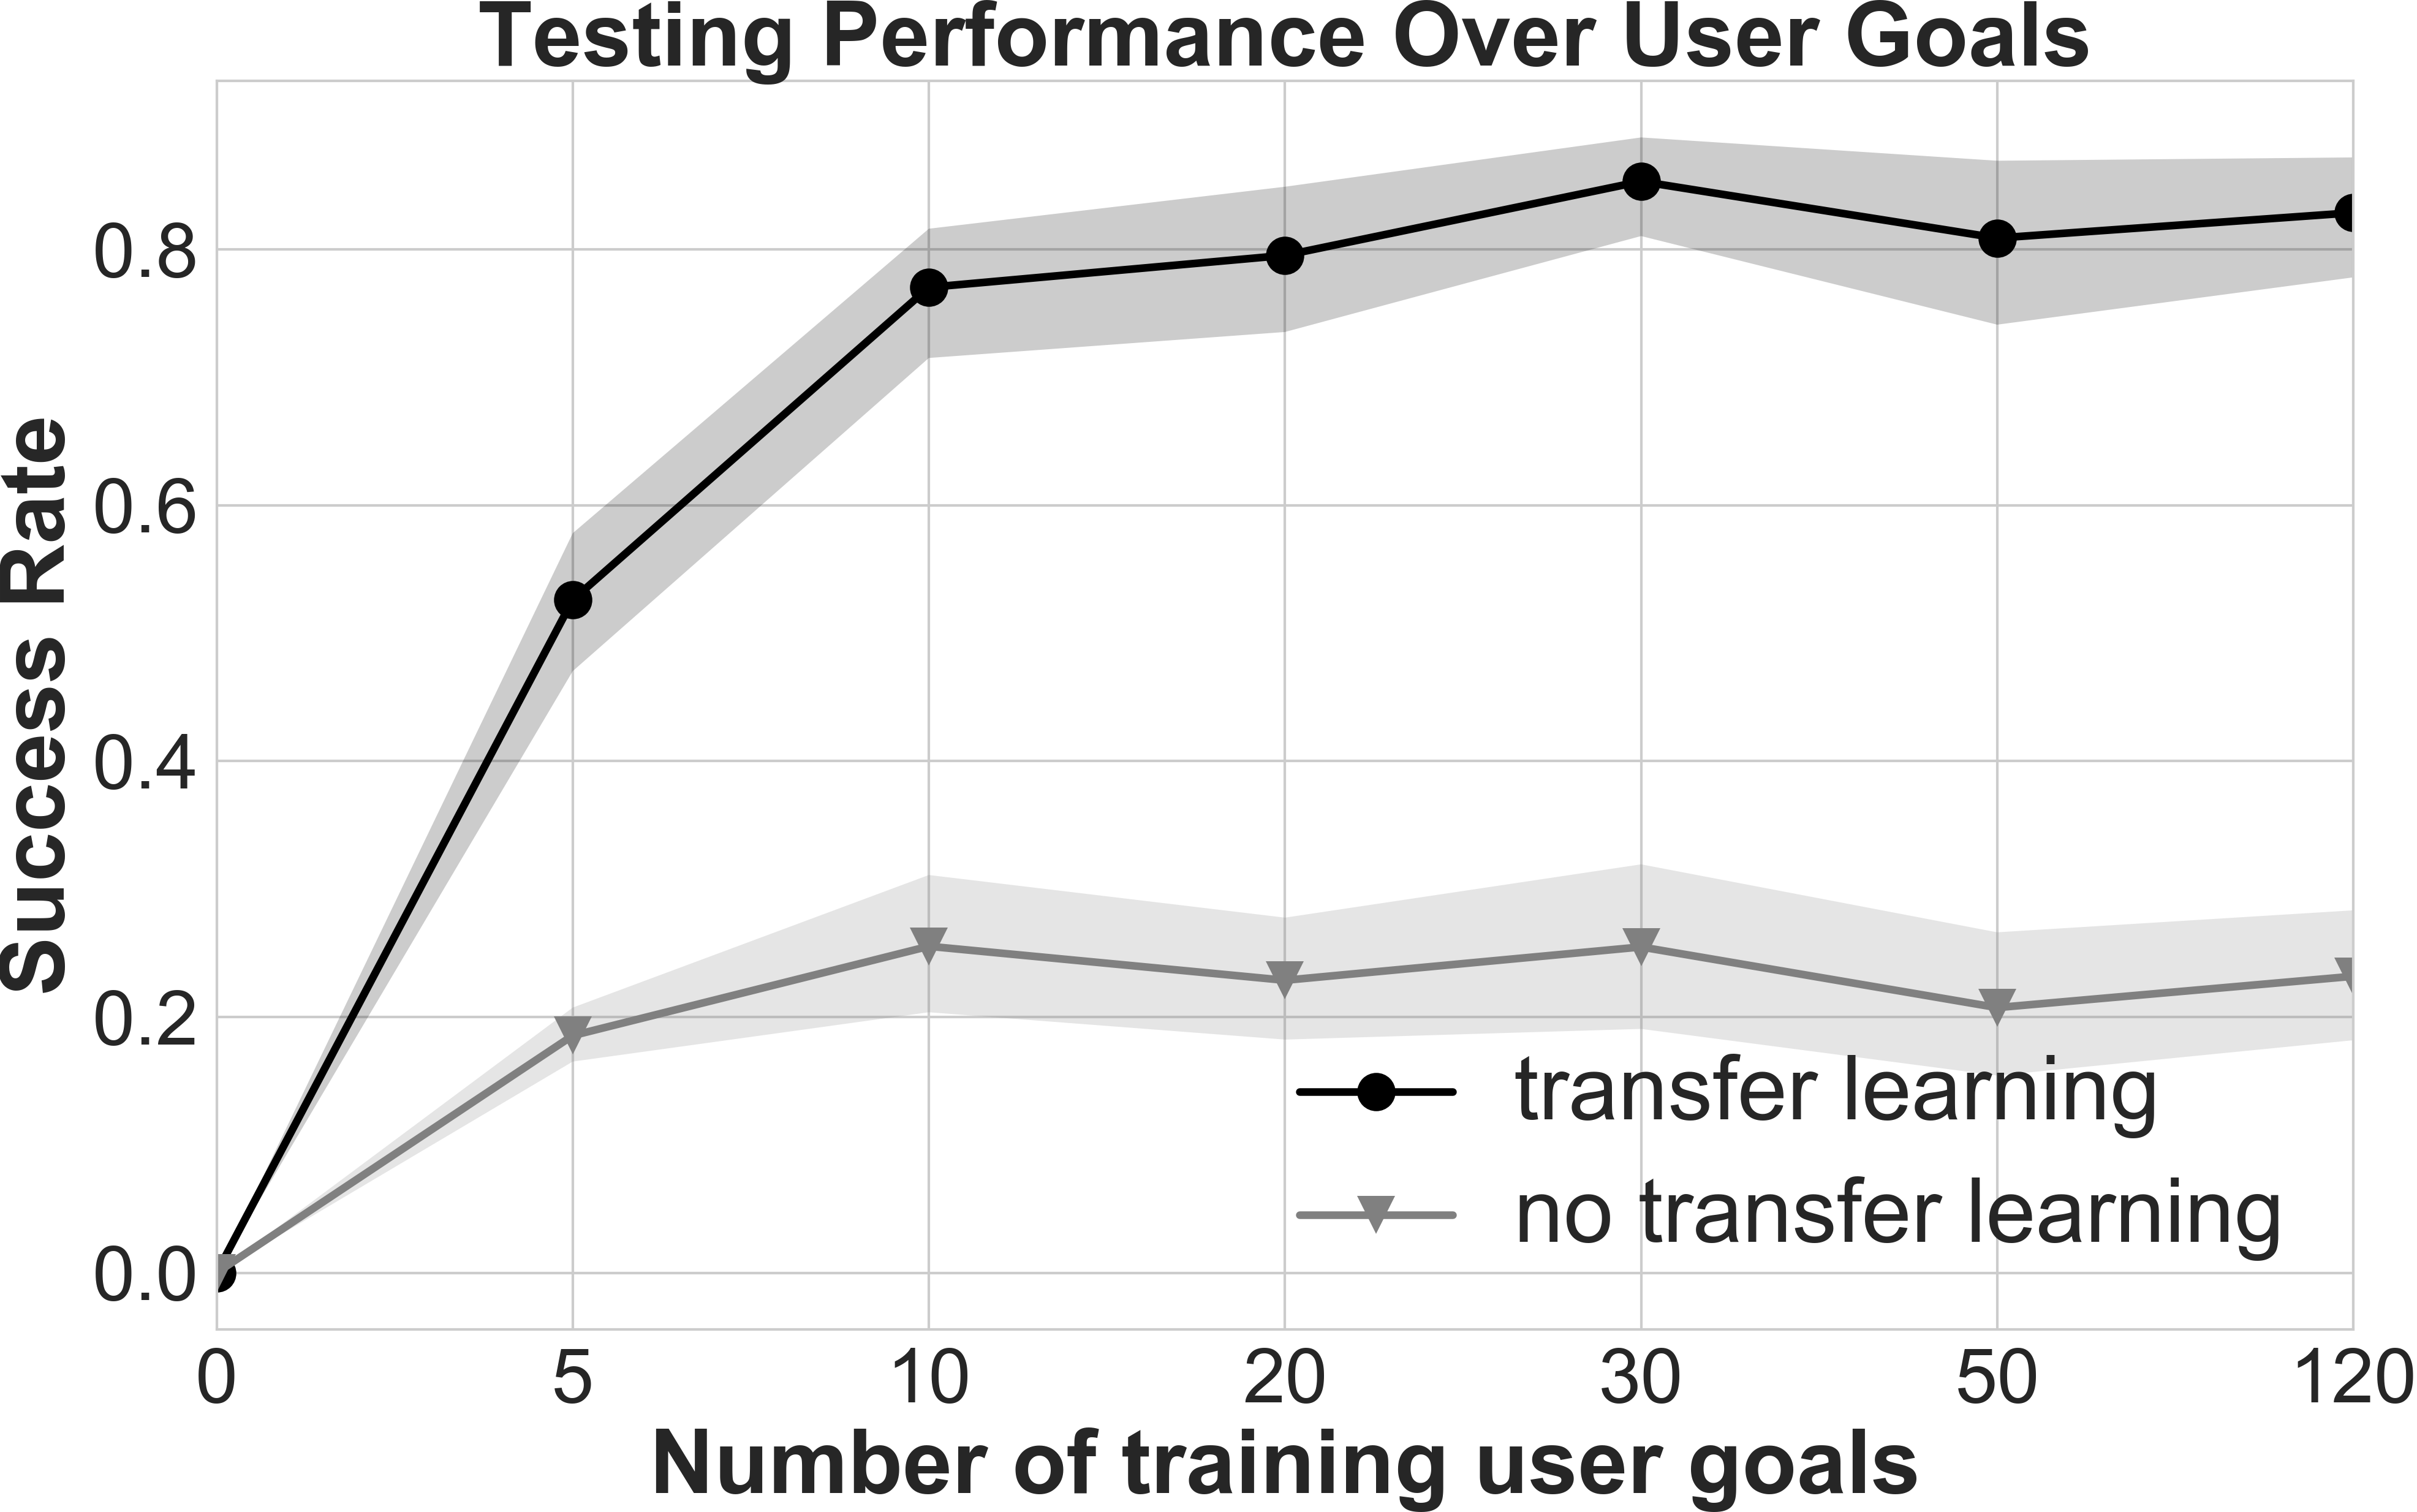 Testing Performance Over User Goals
Success Rate
0.8
0.6
0.4
0.2
0.0
transfer learning
no transfer learning
0 5 10 20 30 50 120
Number of training user goals